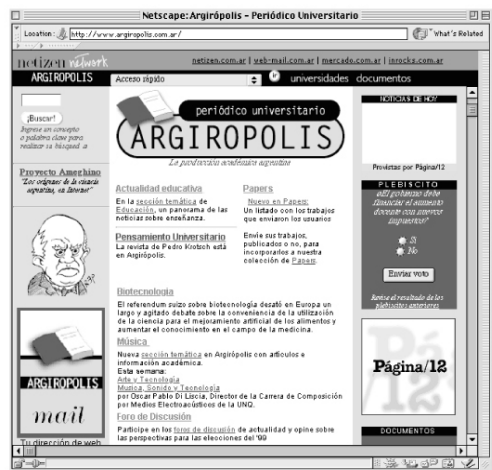 Netscape: Argirópolis - Periódico Universitario
Location: http://www.argiropolis.com.ar/
What's Related
netizen network
netizen.com.ar | web-mail.com.ar | mercado.com.ar | inrocks.com.ar
ARGIROPOLIS
Acceso rápido
universidades documentos
¡Buscar!
Ingrese un concepto
o palabra clave para
realizar su búsqueda
Proyecto Ameghino
"Los orígenes de la ciencia
argentina, en Internet"
ARGIROPOLIS
mail
Tu dirección de web
periódico universitario
ARGIROPOLIS
La producción académica argentina
Actualidad educativa
En la sección temática de
Educación, un panorama de las
noticias sobre enseñanza.
Pensamiento Universitario
La revista de Pedro Krotsch está
en Argirópolis.
Papers
Nuevo en Papers:
Un listado con los trabajos
que enviaron los usuarios
Envíe sus trabajos,
publicados o no, para
incorporarlos a nuestra
colección de Papers.
Biotecnología
El referendum suizo sobre biotecnología desató en Europa un
largo y agitado debate sobre la conveniencia de la utilización
de la ciencia para el mejoramiento artificial de los alimentos y
aumentar el conocimiento en el campo de la medicina.
Música
Nueva sección temática en Argirópolis con artículos e
información académica.
Esta semana:
Arte y Tecnología
Musica, Sonido y Tecnología
por Oscar Pablo Di Liscia, Director de la Carrera de Composición
por Medios Electroacústicos de la UNQ.
Foro de Discusión
Participe en los foros de discusión de actualidad y opine sobre
las perspectivas para las elecciones del '99
NOTICIAS DE HOY
Provistas por Página/12
PLEBISCITO
¿El gobierno debe
financiar el aumento
docente con nuevos
impuestos?
Si
No
Enviar voto
Revise el resultado de los
plebiscitos anteriores
Página/12
DOCUMENTOS